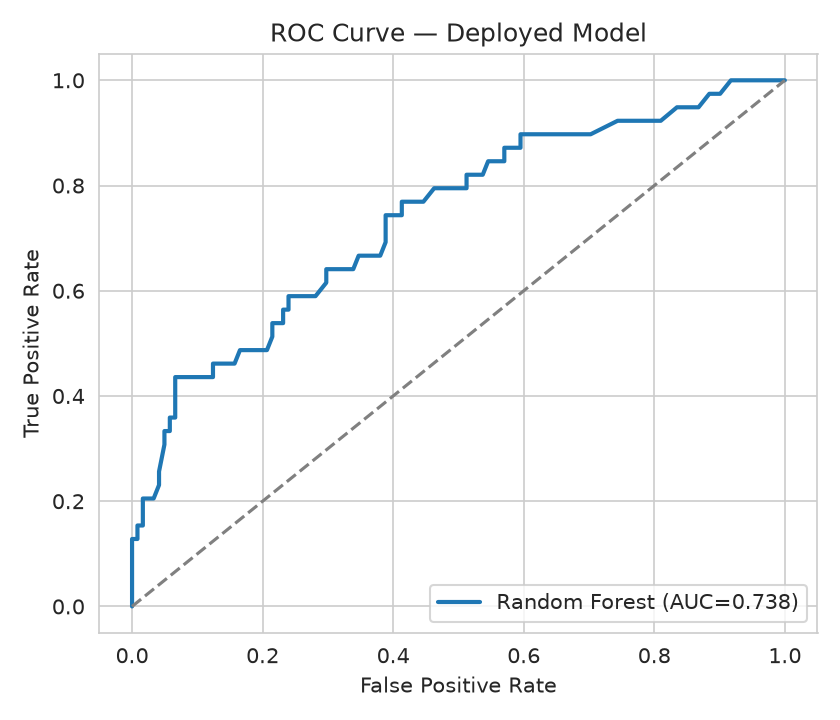 ROC Curve — Deployed Model
True Positive Rate
1.0
0.8
0.6
0.4
0.2
0.0
Random Forest (AUC=0.738)
0.0 0.2 0.4 0.6 0.8 1.0
False Positive Rate